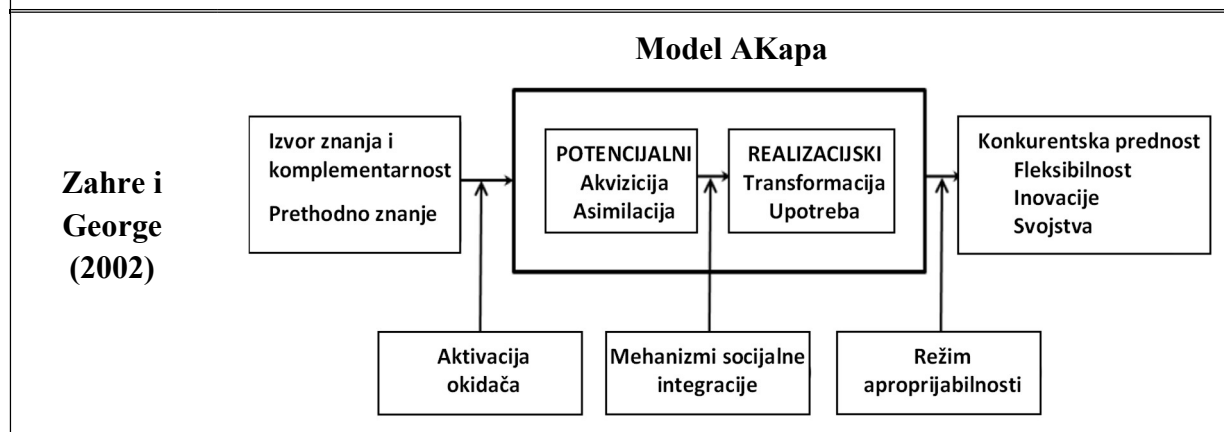 Model AKapa
Zahre i
George
(2002)
Izvor znanja i
komplementarnost
Prethodno znanje
POTENCIJALNI
Akvizicija
Asimilacija
REALIZACIJSKI
Transformacija
Upotreba
Konkurentska prednost
Fleksibilnost
Inovacije
Svojstva
Aktivacija
okidača
Mehanizmi socijalne
integracije
Režim
aproprijabilnosti